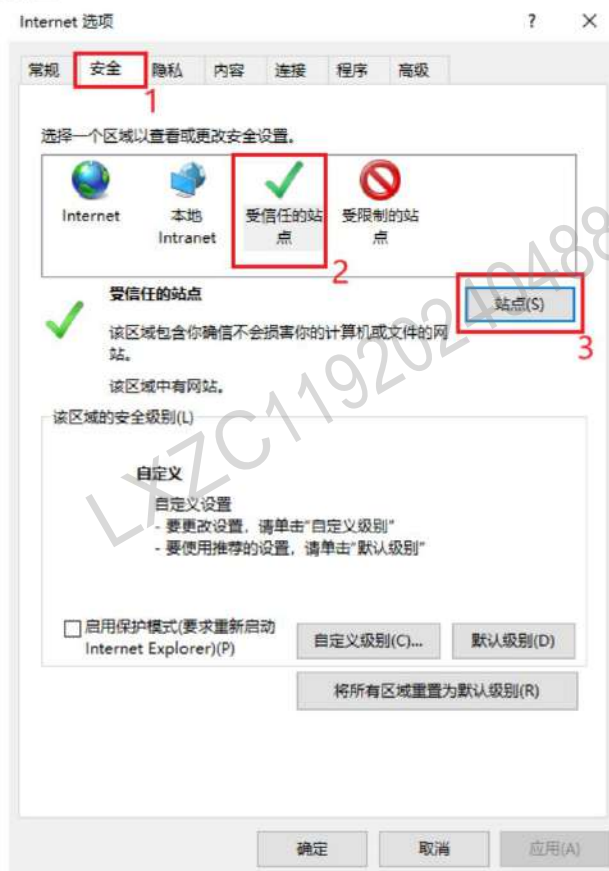 Internet 选项
? ×
常规 安全 隐私 内容 连接 程序 高级
1
选择一个区域以查看或更改安全设置。
Internet
本地
Intranet
受信任的站
点
受限制的站
点
2
受信任的站点
站点(S)
3
该区域包含你确信不会损害你的计算机或文件的网
站。
该区域中有网站。
该区域的安全级别(L)
自定义
自定义设置
- 要更改设置，请单击"自定义级别"
- 要使用推荐的设置，请单击"默认级别"
启用保护模式(要求重新启动
Internet Explorer)(P)
自定义级别(C)... 默认级别(D)
将所有区域重置为默认级别(R)
确定 取消 应用(A)
LXZC11920240488